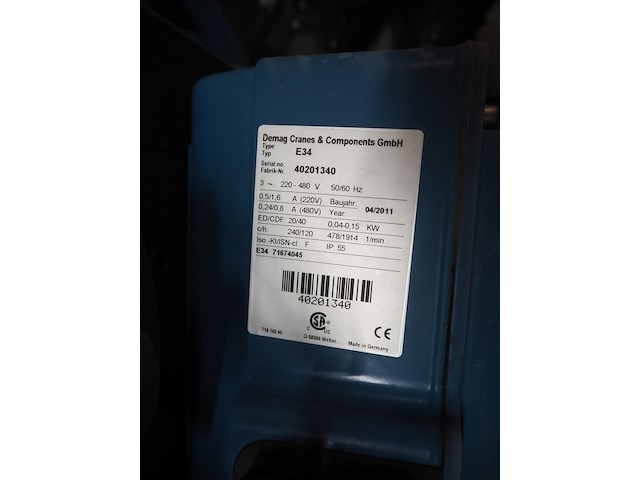 Demag Cranes & Components GmbH
Type
Typ E34
Serial no.
Fabrik-Nr. 40201340
3 ~ 220 - 480 V 50/60 Hz
0,5/1,6 A (220V) Baujahr: 04/2011
0,24/0,8 A (480V) Year
ED/CDF: 20/40 0,04-0,15 KW
c/h: 240/120 478/1914 1/min
Iso.-Kl/ISN-cl F IP 55
E34 71674045
40201340
C US
CE
D-58300 Wetter Made in Germany